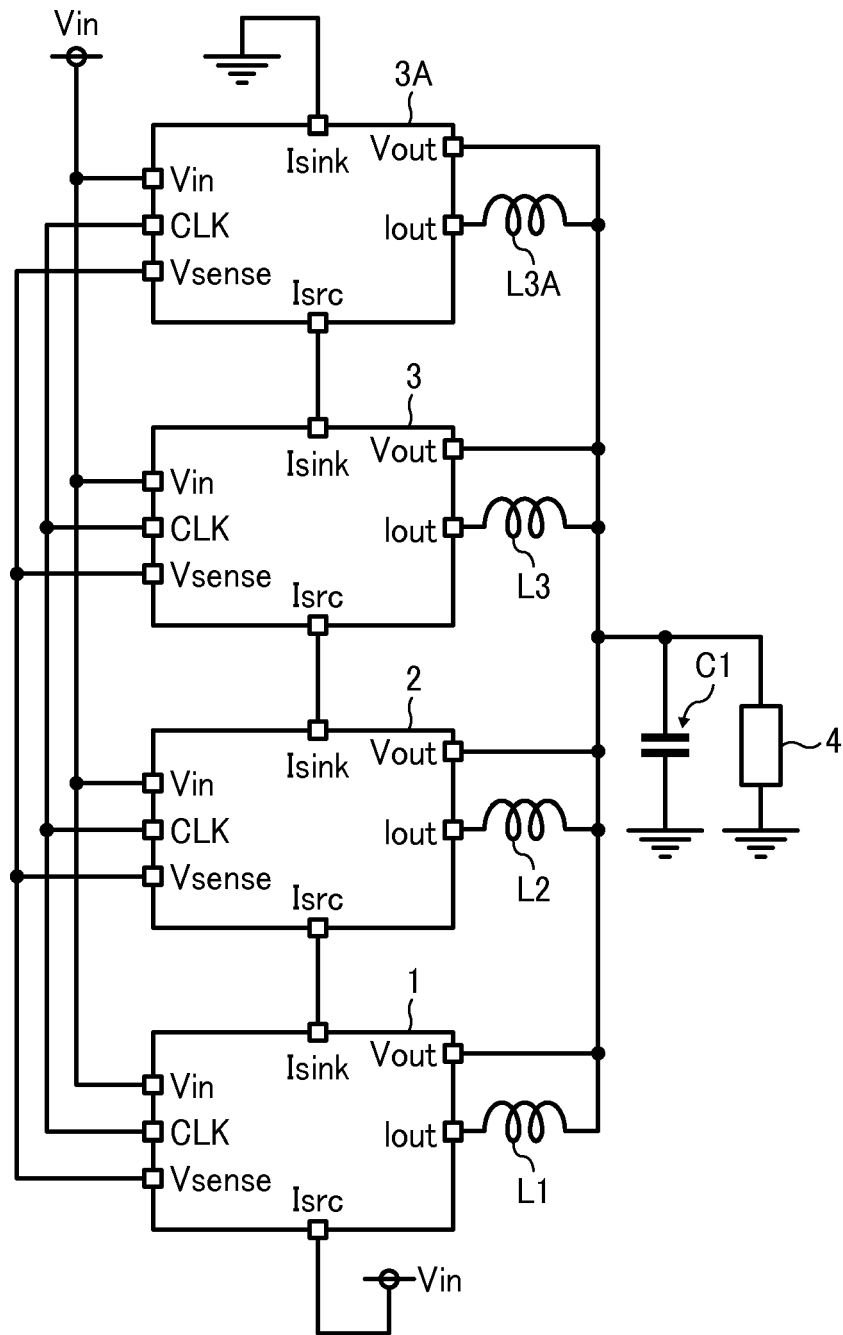 Vin
3A
Isink
Vout
Vin
CLK
Iout
Vsense
L3A
Isrc
3
Isink
Vout
Vin
CLK
Iout
Vsense
L3
Isrc
C1
2
Isink
Vout
4
Vin
CLK
Iout
Vsense
L2
Isrc
1
Isink
Vout
Vin
CLK
Iout
Vsense
L1
Isrc
Vin